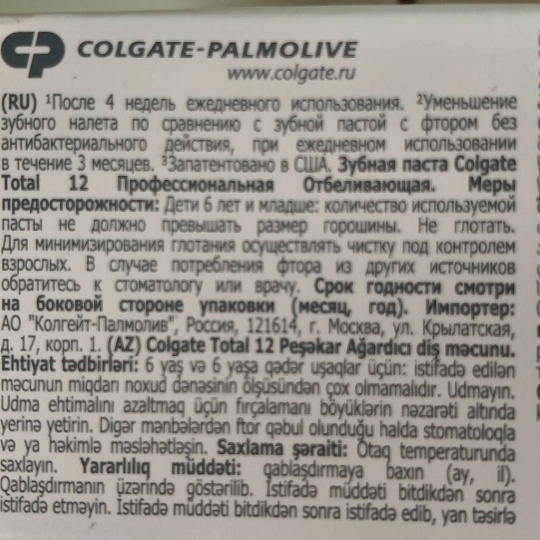 CP COLGATE-PALMOLIVE
www.colgate.ru
(RU) ¹После 4 недель ежедневного использования. ²Уменьшение
зубного налета по сравнению с зубной пастой с фтором без
антибактериального действия, при ежедневном использовании
в течение 3 месяцев. ³Запатентовано в США. Зубная паста Colgate
Total 12 Профессиональная Отбеливающая. Меры
предосторожности: Дети 6 лет и младше: количество используемой
пасты не должно превышать размер горошины. Не глотать.
Для минимизирования глотания осуществлять чистку под контролем
взрослых. В случае потребления фтора из других источников
обратитесь к стоматологу или врачу. Срок годности смотри
на боковой стороне упаковки (месяц, год). Импортер:
АО "Колгейт-Палмолив", Россия, 121614, г. Москва, ул. Крылатская,
д. 17, корп. 1. (AZ) Colgate Total 12 Peşəkar Ağardıcı diş məcunu.
Ehtiyat tədbirləri: 6 yaş və 6 yaşa qədər uşaqlar üçün: istifadə edilən
məcunun miqdarı noxud dənəsinin ölşüsündən çox olmamalıdır. Udmayın.
Udma ehtimalını azaltmaq üçün fırçalamanı böyüklərin nəzarəti altında
yerinə yetirin. Digər mənbələrdən ftor qəbul olunduğu halda stomatoloqla
və ya həkimlə məsləhətləşin. Saxlama şəraiti: Otaq temperaturunda
saxlayın. Yararlılıq müddəti: qablaşdırmaya baxın (ay, il).
Qablaşdırmanın üzərində göstərilib. İstifadə müddəti bitdikdən sonra
istifadə etməyin. İstifadə müddəti bitdikdən sonra istifadə edib, yan təsirlə